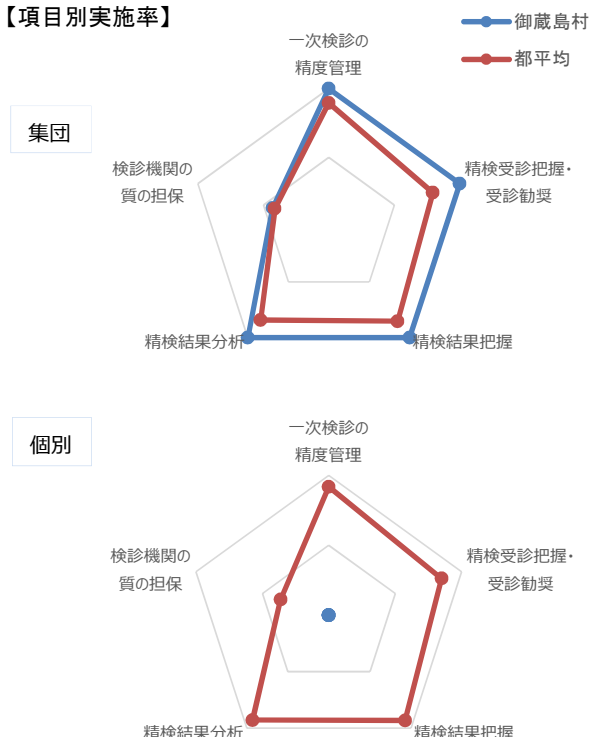 【項目別実施率】
御蔵島村
都平均
集団
一次検診の
精度管理
精検受診把握・
受診勧奨
精検結果把握
精検結果分析
検診機関の
質の担保
個別
一次検診の
精度管理
精検受診把握・
受診勧奨
精検結果把握
精検結果分析
検診機関の
質の担保